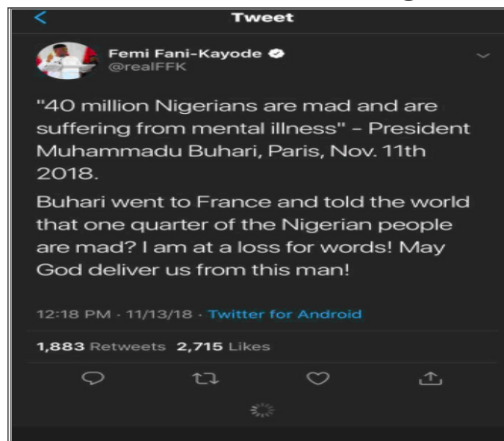 Tweet
Femi Fani-Kayode
@realFFK
"40 million Nigerians are mad and are
suffering from mental illness" - President
Muhammadu Buhari, Paris, Nov. 11th
2018.
Buhari went to France and told the world
that one quarter of the Nigerian people
are mad? I am at a loss for words! May
God deliver us from this man!
12:18 PM · 11/13/18 · Twitter for Android
1,883 Retweets 2,715 Likes